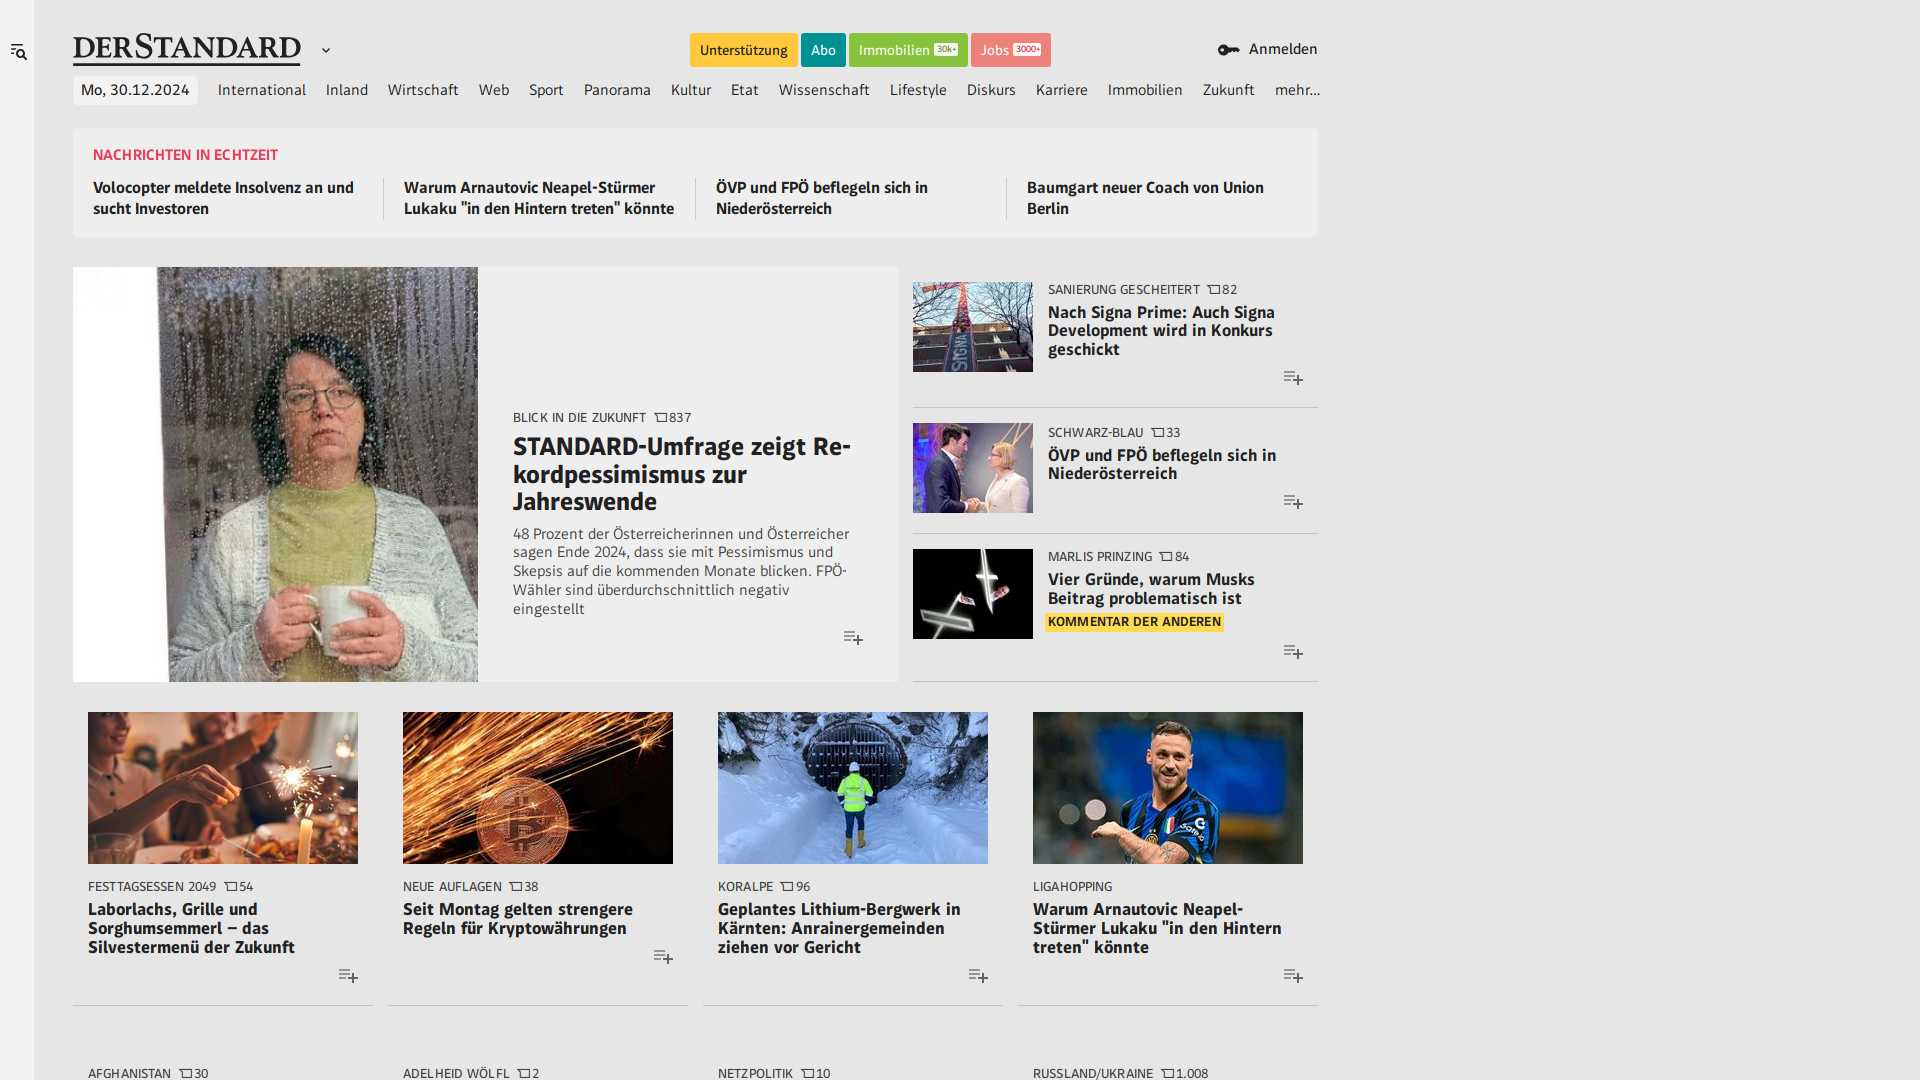 DERSTANDARD
Unterstützung
Abo
Immobilien 30k+
Jobs 3000+
Anmelden
Mo, 30.12.2024
International
Inland
Wirtschaft
Web
Sport
Panorama
Kultur
Etat
Wissenschaft
Lifestyle
Diskurs
Karriere
Immobilien
Zukunft
mehr…
NACHRICHTEN IN ECHTZEIT
Volocopter meldete Insolvenz an und
sucht Investoren
Warum Arnautovic Neapel-Stürmer
Lukaku "in den Hintern treten" könnte
ÖVP und FPÖ beflegeln sich in
Niederösterreich
Baumgart neuer Coach von Union
Berlin
BLICK IN DIE ZUKUNFT 837
STANDARD-Umfrage zeigt Re-
kordpessimismus zur
Jahreswende
48 Prozent der Österreicherinnen und Österreicher
sagen Ende 2024, dass sie mit Pessimismus und
Skepsis auf die kommenden Monate blicken. FPÖ-
Wähler sind überdurchschnittlich negativ
eingestellt
SIGNA
SANIERUNG GESCHEITERT 82
Nach Signa Prime: Auch Signa
Development wird in Konkurs
geschickt
SCHWARZ-BLAU 33
ÖVP und FPÖ beflegeln sich in
Niederösterreich
MARLIS PRINZING 84
Vier Gründe, warum Musks
Beitrag problematisch ist
KOMMENTAR DER ANDEREN
FESTTAGSESSEN 2049 54
Laborlachs, Grille und
Sorghumsemmerl – das
Silvestermenü der Zukunft
NEUE AUFLAGEN 38
Seit Montag gelten strengere
Regeln für Kryptowährungen
KORALPE 96
Geplantes Lithium-Bergwerk in
Kärnten: Anrainergemeinden
ziehen vor Gericht
LIGAHOPPING
Warum Arnautovic Neapel-
Stürmer Lukaku "in den Hintern
treten" könnte
AFGHANISTAN 30
ADELHEID WÖLFL 2
NETZPOLITIK 10
RUSSLAND/UKRAINE 1.008